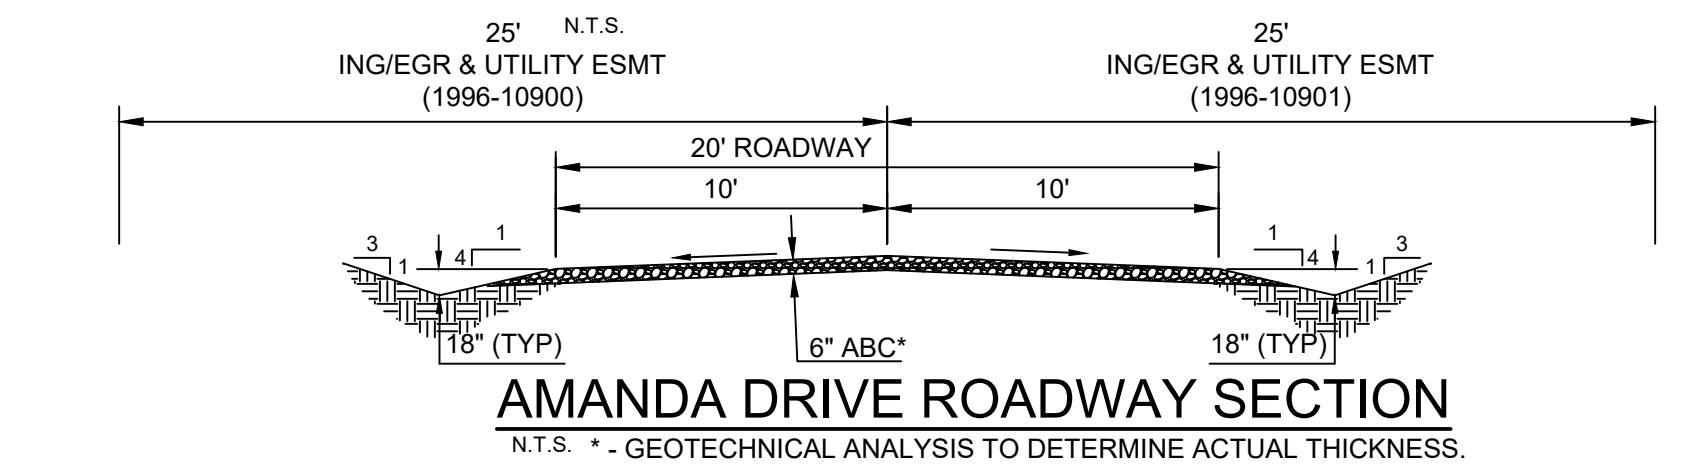 25' N.T.S. 25'
ING/EGR & UTILITY ESMT ING/EGR & UTILITY ESMT
(1996-10900) (1996-10901)
20' ROADWAY
10' 10'
3 1 4 1 1 4 1 3
18" (TYP) 6" ABC* 18" (TYP)
AMANDA DRIVE ROADWAY SECTION
N.T.S. * - GEOTECHNICAL ANALYSIS TO DETERMINE ACTUAL THICKNESS.